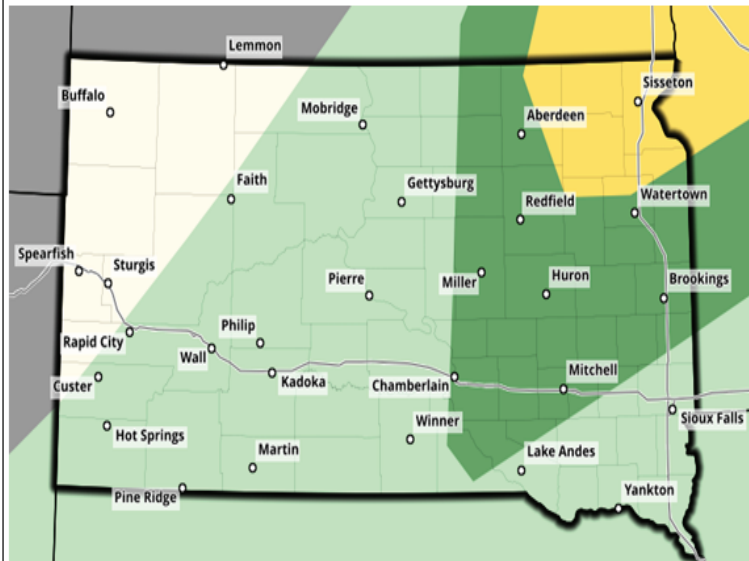 Lemmon
Buffalo
Sisseton
Mobridge
Aberdeen
Faith
Gettysburg
Redfield
Watertown
Spearfish
Sturgis
Pierre
Miller
Huron
Brookings
Rapid City
Philip
Wall
Custer
Kadoka
Chamberlain
Mitchell
Hot Springs
Winner
Sioux Falls
Martin
Lake Andes
Pine Ridge
Yankton